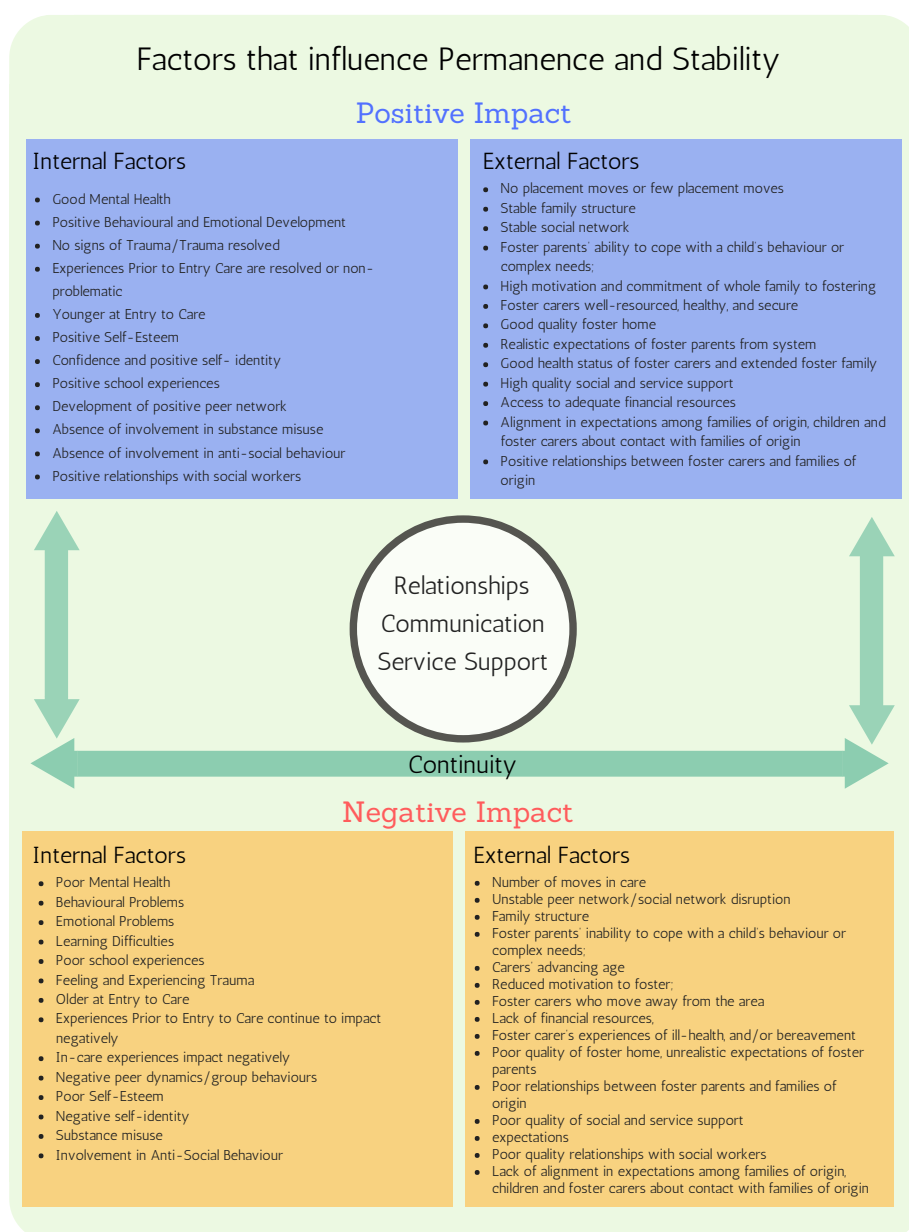 Factors that influence Permanence and Stability
Positive Impact
Internal Factors
• Good Mental Health
• Positive Behavioural and Emotional Development
• No signs of Trauma/Trauma resolved
• Experiences Prior to Entry Care are resolved or non-
problematic
• Younger at Entry to Care
• Positive Self-Esteem
• Confidence and positive self- identity
• Positive school experiences
• Development of positive peer network
• Absence of involvement in substance misuse
• Absence of involvement in anti-social behaviour
• Positive relationships with social workers
External Factors
• No placement moves or few placement moves
• Stable family structure
• Stable social network
• Foster parents' ability to cope with a child's behaviour or
complex needs;
• High motivation and commitment of whole family to fostering
• Foster carers well-resourced, healthy, and secure
• Good quality foster home
• Realistic expectations of foster parents from system
• Good health status of foster carers and extended foster family
• High quality social and service support
• Access to adequate financial resources
• Alignment in expectations among families of origin, children and
foster carers about contact with families of origin
• Positive relationships between foster carers and families of
origin
Relationships
Communication
Service Support
Continuity
Negative Impact
Internal Factors
• Poor Mental Health
• Behavioural Problems
• Emotional Problems
• Learning Difficulties
• Poor school experiences
• Feeling and Experiencing Trauma
• Older at Entry to Care
• Experiences Prior to Entry to Care continue to impact
negatively
• In-care experiences impact negatively
• Negative peer dynamics/group behaviours
• Poor Self-Esteem
• Negative self-identity
• Substance misuse
• Involvement in Anti-Social Behaviour
External Factors
• Number of moves in care
• Unstable peer network/social network disruption
• Family structure
• Foster parents' inability to cope with a child's behaviour or
complex needs;
• Carers' advancing age
• Reduced motivation to foster;
• Foster carers who move away from the area
• Lack of financial resources,
• Foster carer's experiences of ill-health, and/or bereavement
• Poor quality of foster home, unrealistic expectations of foster
parents
• Poor relationships between foster parents and families of
origin
• Poor quality of social and service support
• expectations
• Poor quality relationships with social workers
• Lack of alignment in expectations among families of origin,
children and foster carers about contact with families of origin